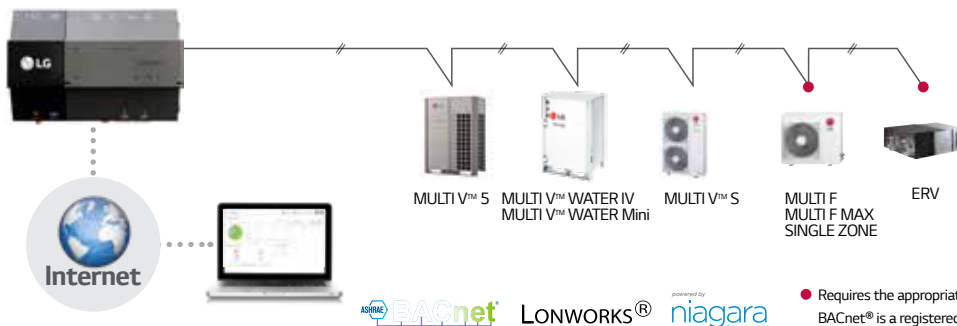 LG
MULTI V™ 5
MULTI V™ WATER IV
MULTI V™ WATER Mini
MULTI V™ S
MULTI F
MULTI F MAX
SINGLE ZONE
ERV
Internet
ASHRAE BACnet®
LONWORKS®
powered by
niagara
Requires the appropriat
BACnet® is a registered